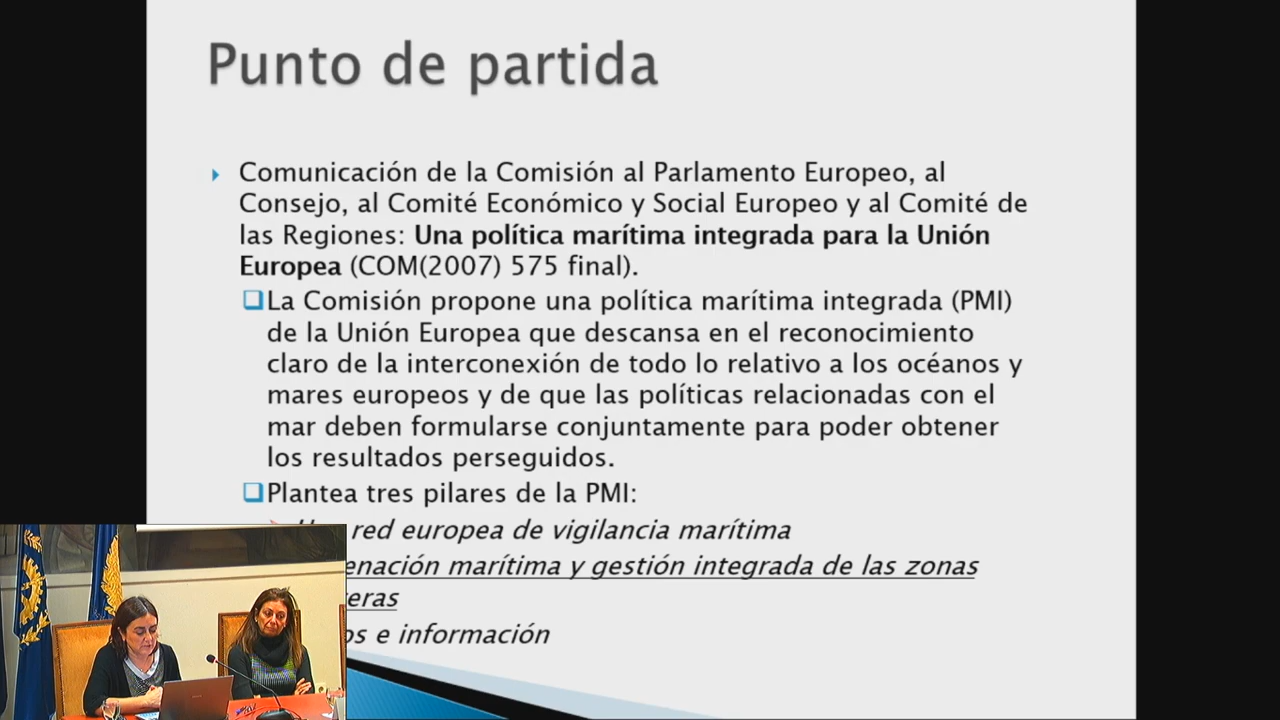 Punto de partida
Comunicación de la Comisión al Parlamento Europeo, al
Consejo, al Comité Económico y Social Europeo y al Comité de
las Regiones: Una política marítima integrada para la Unión
Europea (COM(2007) 575 final).
La Comisión propone una política marítima integrada (PMI)
de la Unión Europea que descansa en el reconocimiento
claro de la interconexión de todo lo relativo a los océanos y
mares europeos y de que las políticas relacionadas con el
mar deben formularse conjuntamente para poder obtener
los resultados perseguidos.
Plantea tres pilares de la PMI:
red europea de vigilancia marítima
enación marítima y gestión integrada de las zonas
eras
os e información